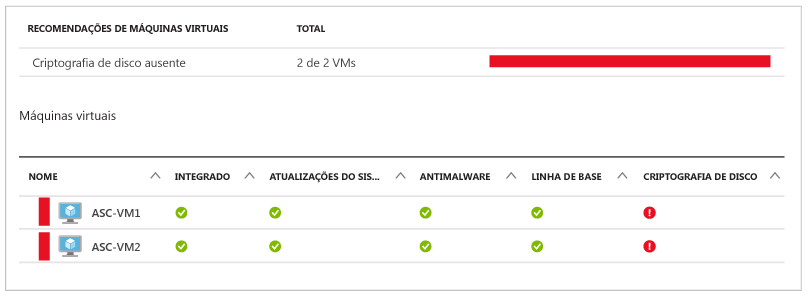 RECOMENDAÇÕES DE MÁQUINAS VIRTUAIS TOTAL
Criptografia de disco ausente 2 de 2 VMs
Máquinas virtuais
NOME INTEGRADO ATUALIZAÇÕES DO SIS... ANTIMALWARE LINHA DE BASE CRIPTOGRAFIA DE DISCO
ASC-VM1
ASC-VM2